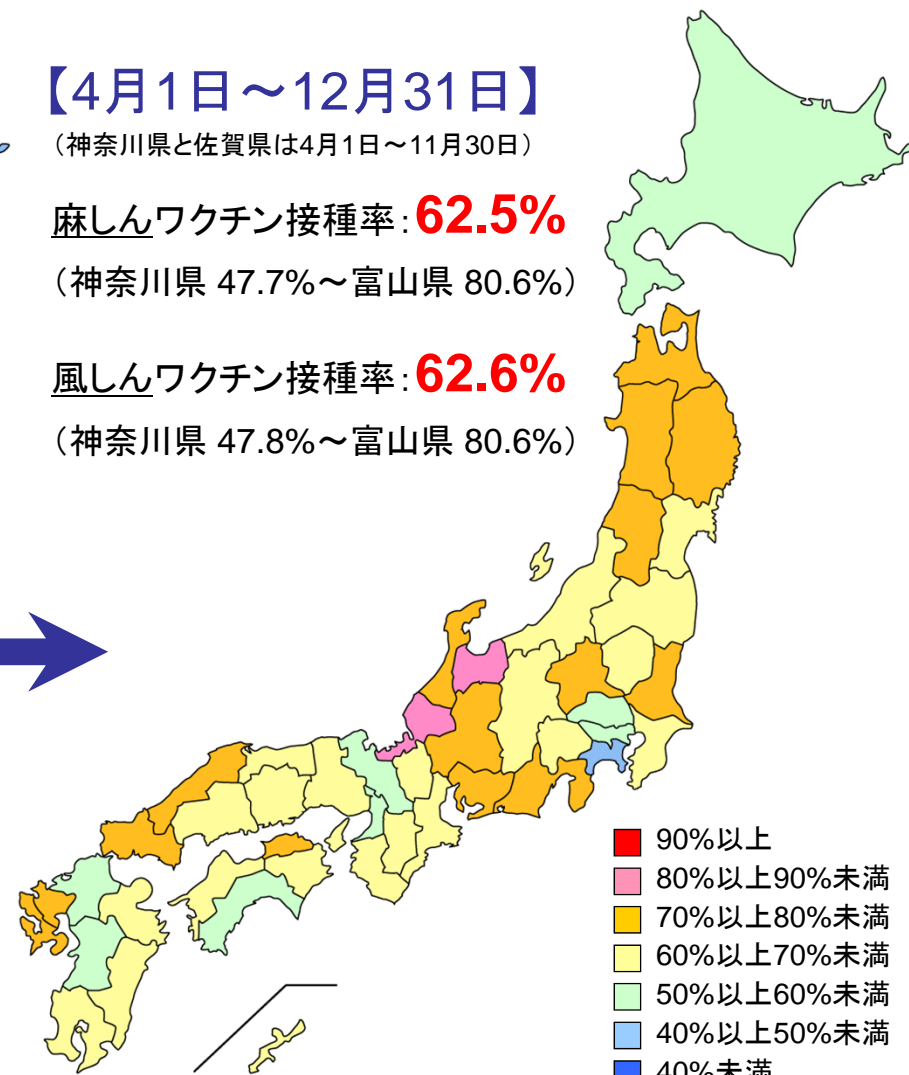 【4月1日～12月31日】
（神奈川県と佐賀県は4月1日～11月30日）
麻しんワクチン接種率：62.5%
（神奈川県 47.7%～富山県 80.6%）
風しんワクチン接種率：62.6%
（神奈川県 47.8%～富山県 80.6%）
90%以上
80%以上90%未満
70%以上80%未満
60%以上70%未満
50%以上60%未満
40%以上50%未満
40%未満